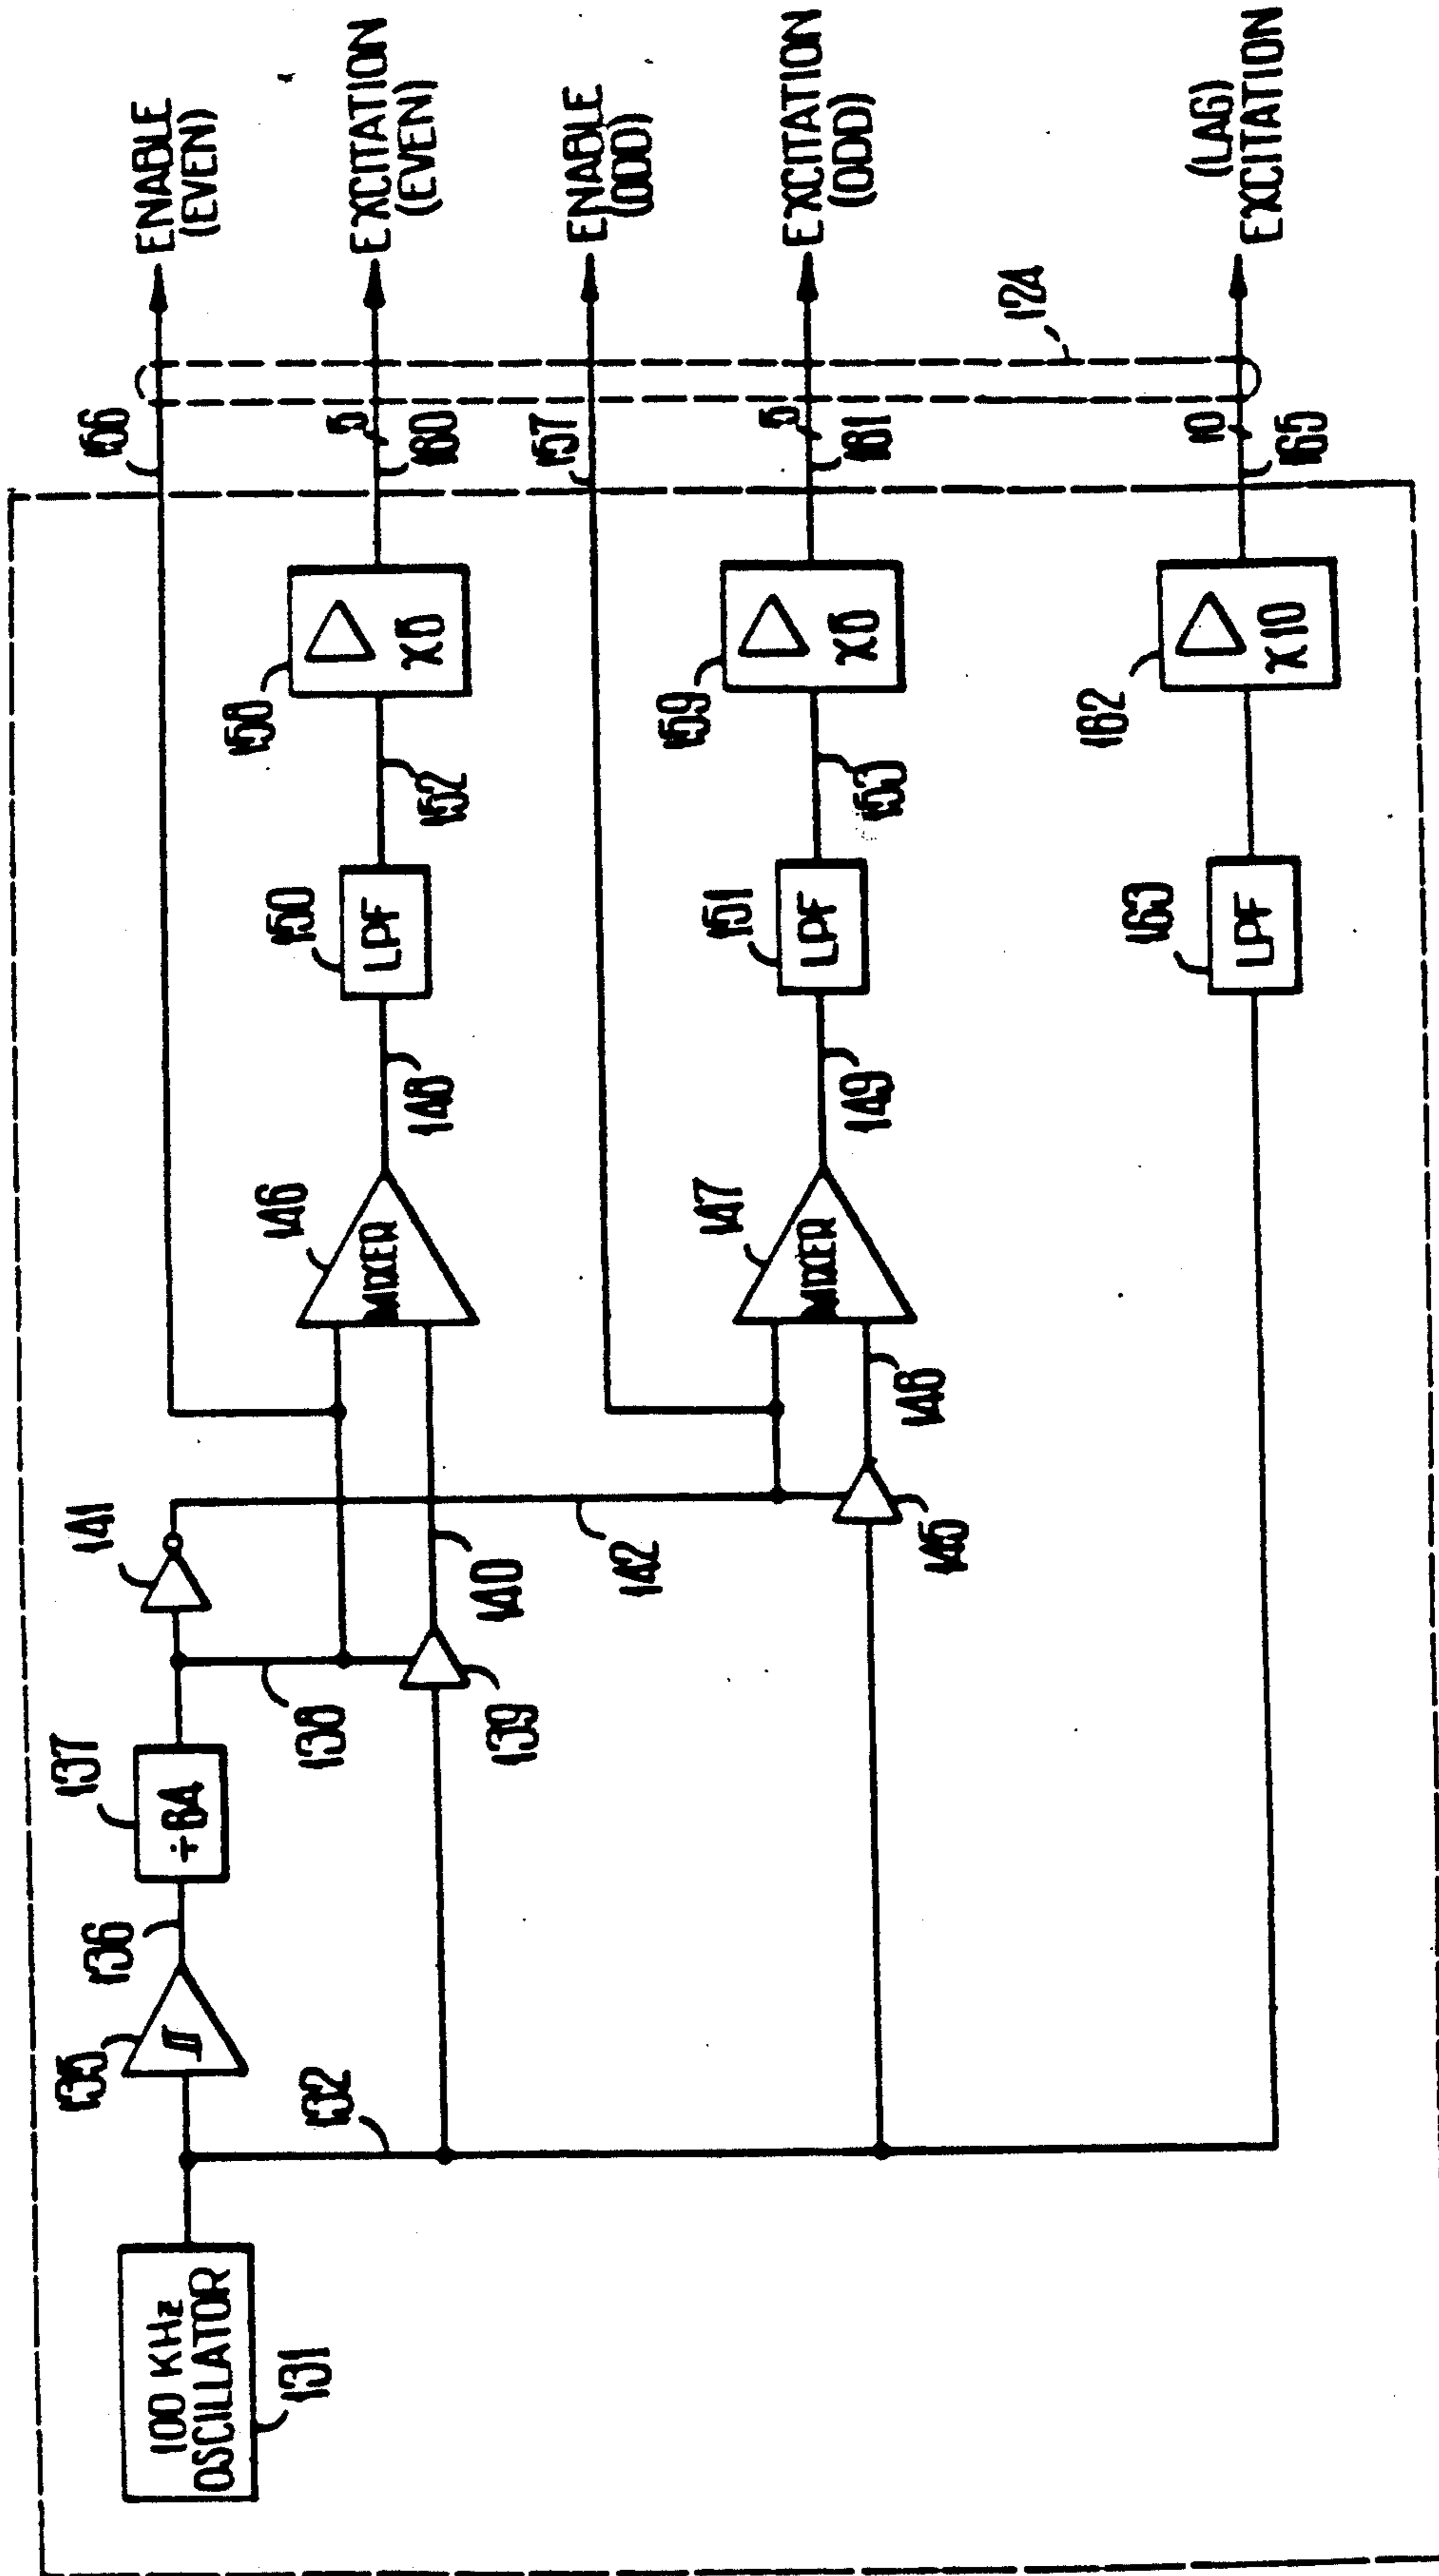 100 KHz
OSCILLATOR
131
132
135
136
137
÷64
138
139
140
141
142
145
146
146
MIXER
147
MIXER
148
149
150
LPF
151
LPF
163
LPF
152
153
158
X5
159
X5
162
X10
156
5
160
157
5
161
10
165
124
ENABLE
(EVEN)
EXCITATION
(EVEN)
ENABLE
(ODD)
EXCITATION
(ODD)
(LAG)
EXCITATION